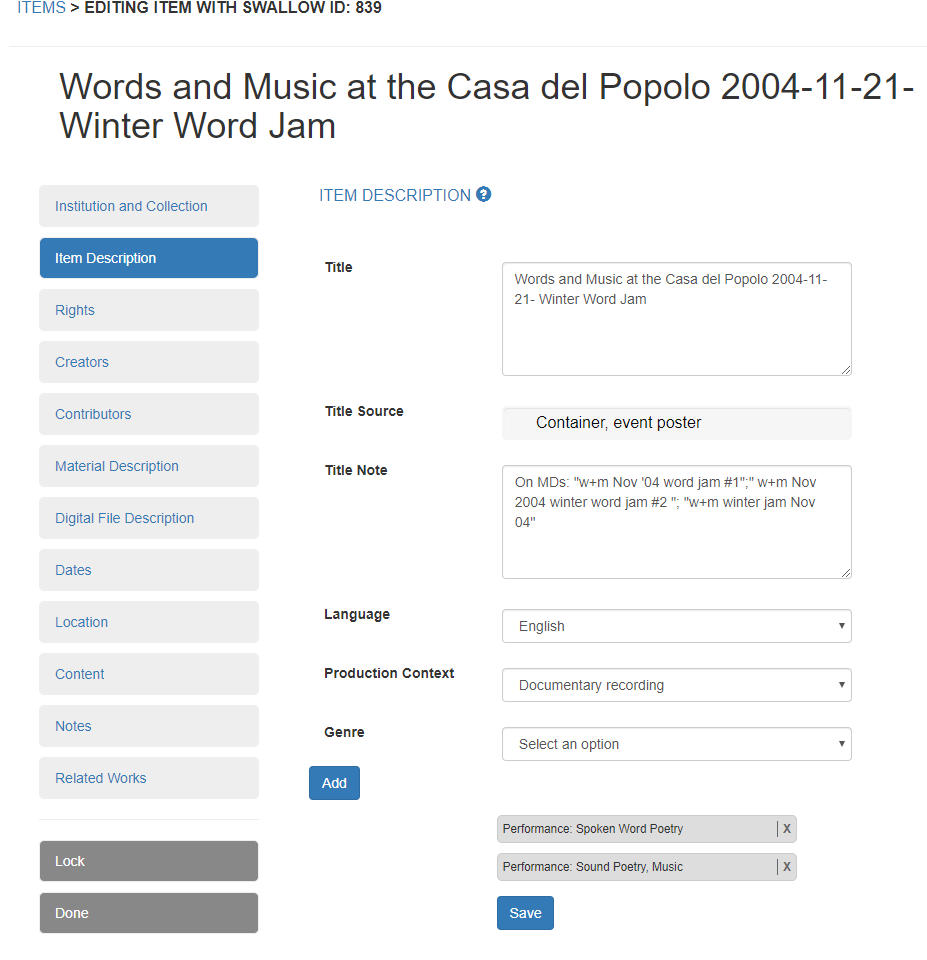 ITEMS > EDITING ITEM WITH SWALLOW ID: 839
Words and Music at the Casa del Popolo 2004-11-21-
Winter Word Jam
Institution and Collection
Item Description
Rights
Creators
Contributors
Material Description
Digital File Description
Dates
Location
Content
Notes
Related Works
Lock
Done
ITEM DESCRIPTION ?
Title
Words and Music at the Casa del Popolo 2004-11-
21- Winter Word Jam
Title Source
Container, event poster
Title Note
On MDs: "w+m Nov '04 word jam #1";" w+m Nov
2004 winter word jam #2 "; "w+m winter jam Nov
04"
Language
English
Production Context
Documentary recording
Genre
Select an option
Add
Performance: Spoken Word Poetry | X
Performance: Sound Poetry, Music | X
Save